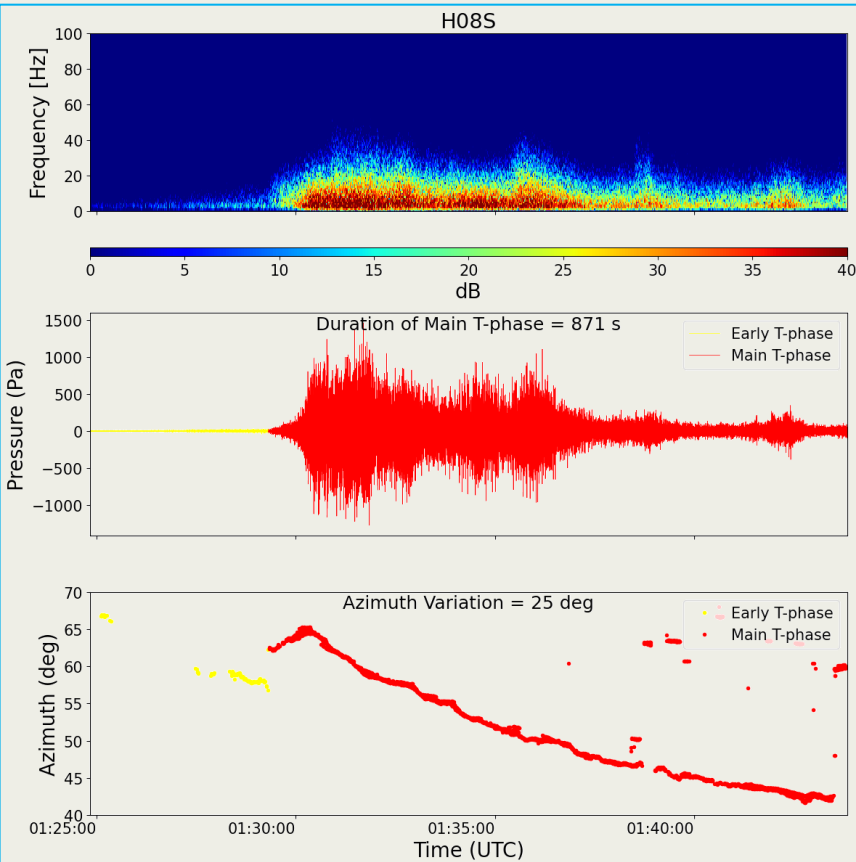 H08S
Frequency [Hz]
100
80
60
40
20
0
0 5 10 15 20 25 30 35 40
dB
Pressure (Pa)
1500
1000
500
0
−500
−1000
Duration of Main T-phase = 871 s
Early T-phase
Main T-phase
Azimuth (deg)
70
65
60
55
50
45
40
Azimuth Variation = 25 deg
Early T-phase
Main T-phase
01:25:00 01:30:00 01:35:00 01:40:00
Time (UTC)